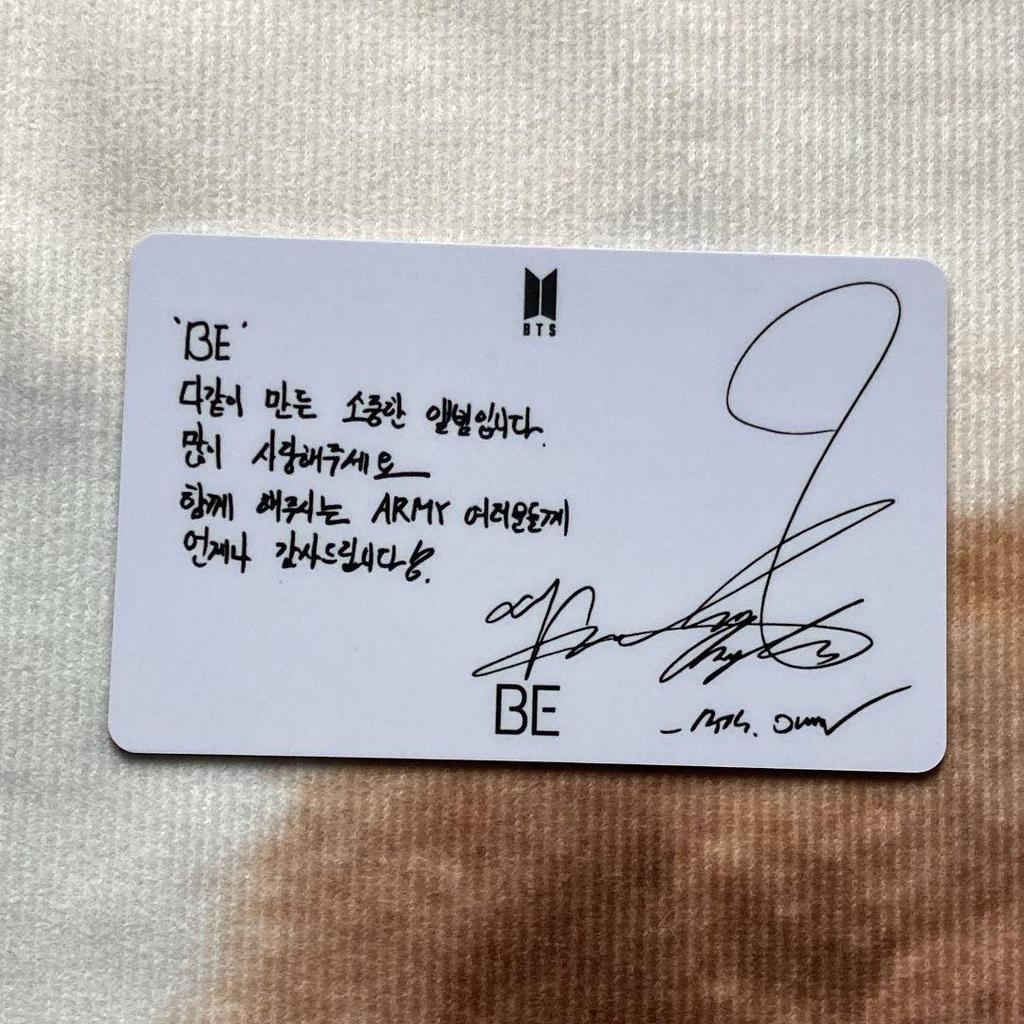 BTS
'BE'
다같이 만든 소중한 앨범입니다.
많이 사랑해주세요
함께 해주시는 ARMY 여러분들께
언제나 감사드립니다
BE